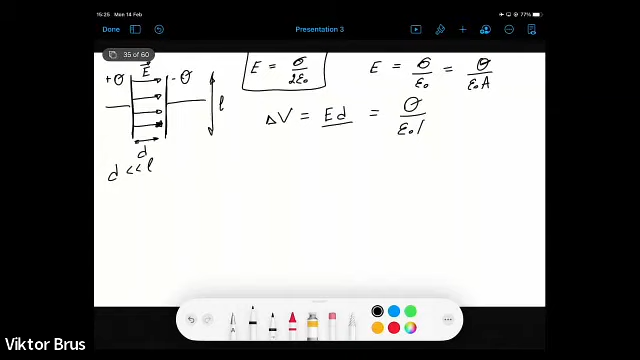 15:25 Mon 14 Feb
77%
Done
Presentation 3
35 of 60
+Q E -Q
l
d
d << l
E = σ/2ε₀
E = σ/ε₀ = Q/ε₀A
ΔV = Ed = Q/ε₀
Viktor Brus